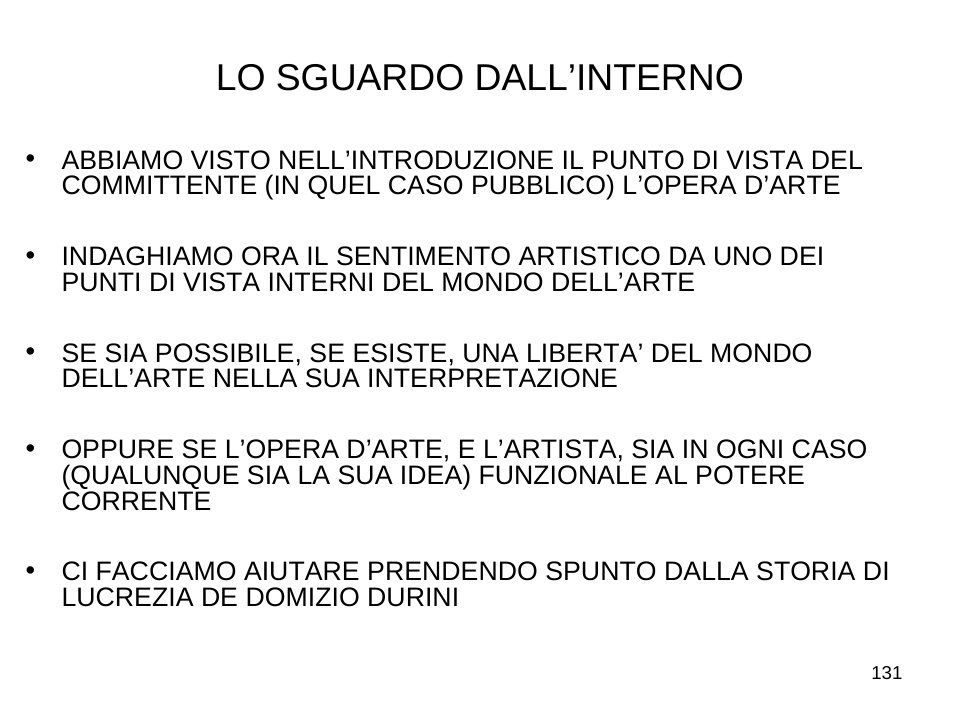 LO SGUARDO DALL’INTERNO
• ABBIAMO VISTO NELL’INTRODUZIONE IL PUNTO DI VISTA DEL
COMMITTENTE (IN QUEL CASO PUBBLICO) L’OPERA D’ARTE
• INDAGHIAMO ORA IL SENTIMENTO ARTISTICO DA UNO DEI
PUNTI DI VISTA INTERNI DEL MONDO DELL’ARTE
• SE SIA POSSIBILE, SE ESISTE, UNA LIBERTA’ DEL MONDO
DELL’ARTE NELLA SUA INTERPRETAZIONE
• OPPURE SE L’OPERA D’ARTE, E L’ARTISTA, SIA IN OGNI CASO
(QUALUNQUE SIA LA SUA IDEA) FUNZIONALE AL POTERE
CORRENTE
• CI FACCIAMO AIUTARE PRENDENDO SPUNTO DALLA STORIA DI
LUCREZIA DE DOMIZIO DURINI
131